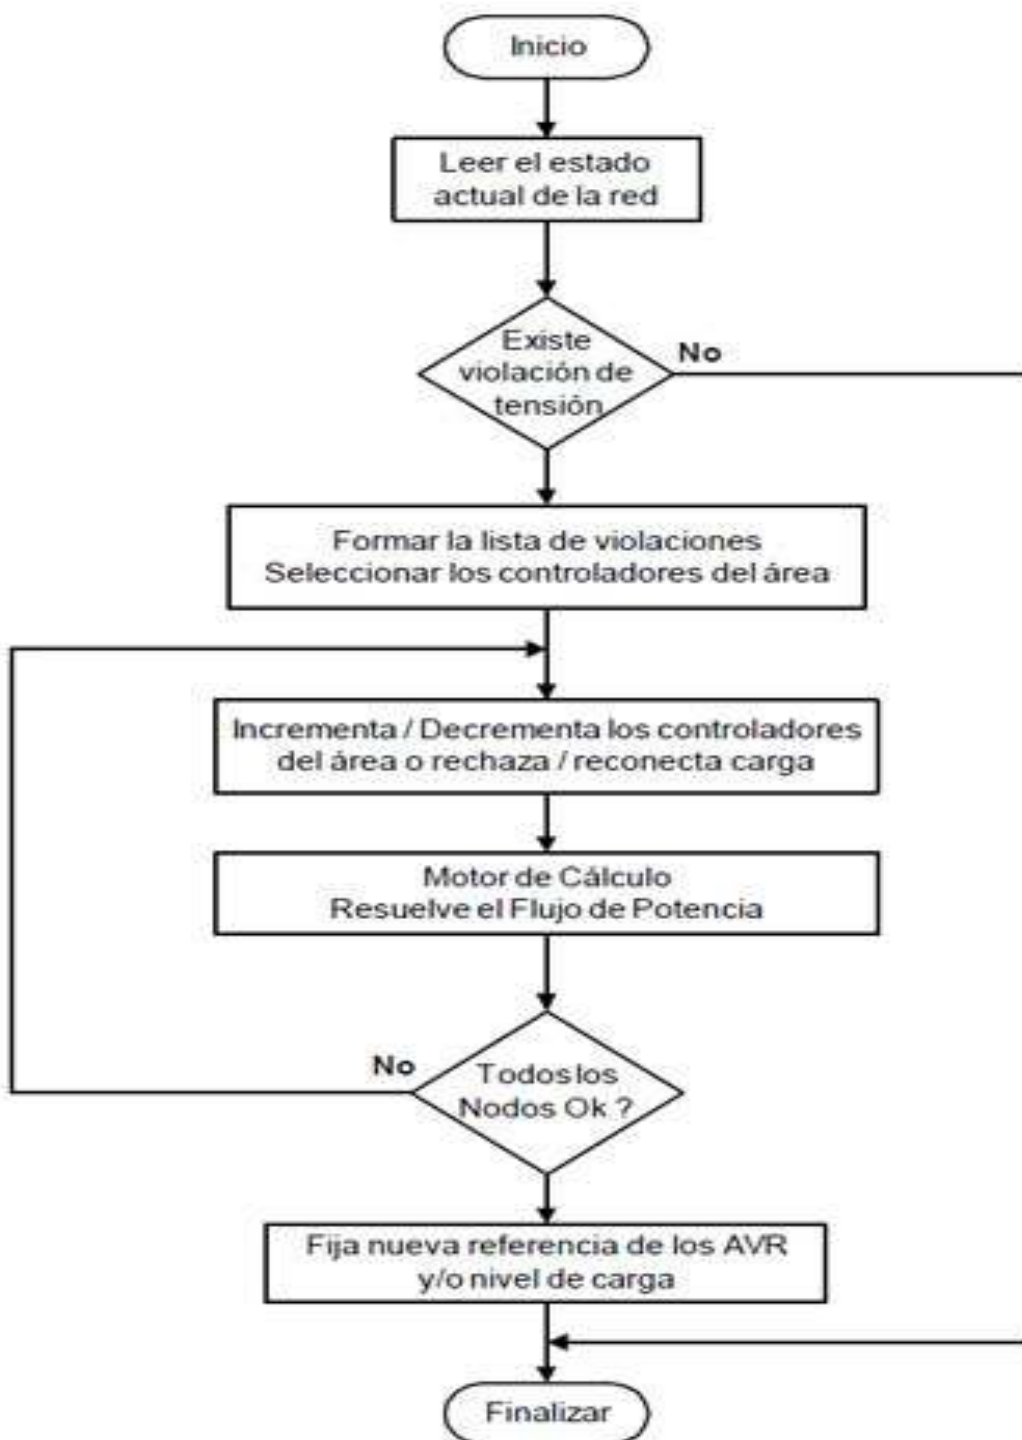 Inicio
Leer el estado
actual de la red
Existe
violación de
tensión
No
Formar la lista de violaciones
Seleccionar los controladores del área
Incrementa / Decrementa los controladores
del área o rechaza / reconecta carga
Motor de Cálculo
Resuelve el Flujo de Potencia
No
Todos los
Nodos Ok ?
Fija nueva referencia de los AVR
y/o nivel de carga
Finalizar